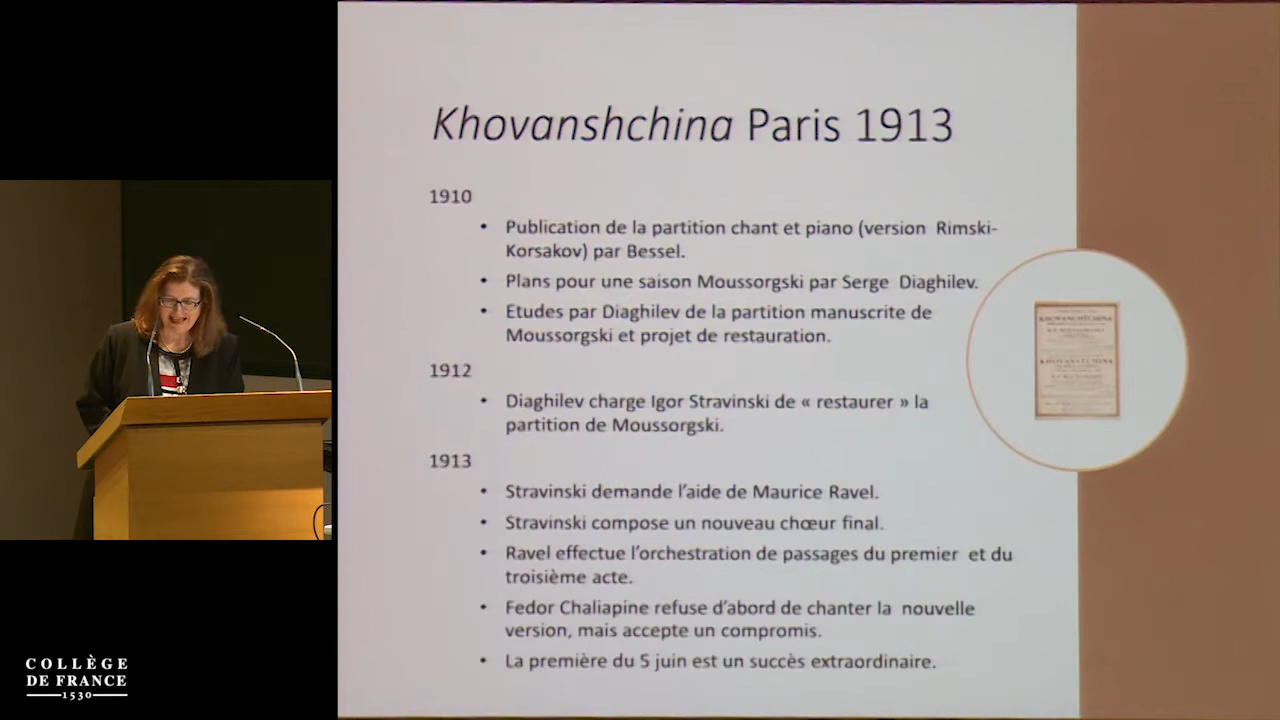 Khovanshchina Paris 1913
1910
• Publication de la partition chant et piano (version Rimski-
Korsakov) par Bessel.
• Plans pour une saison Moussorgski par Serge Diaghilev.
• Etudes par Diaghilev de la partition manuscrite de
Moussorgski et projet de restauration.
1912
• Diaghilev charge Igor Stravinski de « restaurer » la
partition de Moussorgski.
1913
• Stravinski demande l’aide de Maurice Ravel.
• Stravinski compose un nouveau chœur final.
• Ravel effectue l’orchestration de passages du premier et du
troisième acte.
• Fedor Chaliapine refuse d’abord de chanter la nouvelle
version, mais accepte un compromis.
• La première du 5 juin est un succès extraordinaire.
COLLÈGE
DE FRANCE
1530